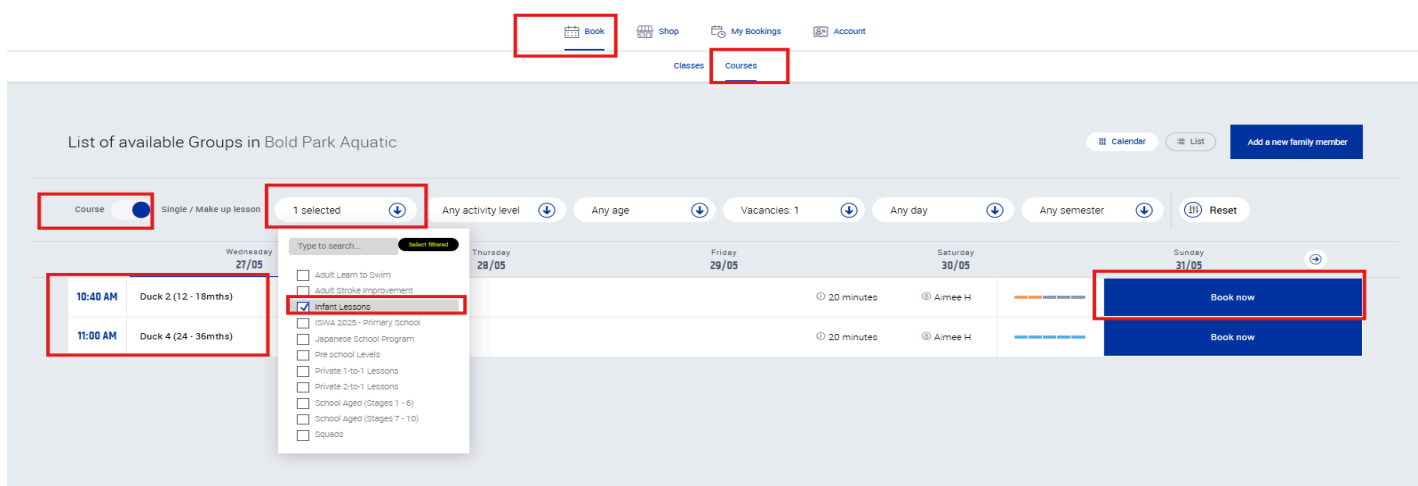 Book Shop My Bookings Account
Classes Courses
List of available Groups in Bold Park Aquatic
Calendar List Add a new family member
Course Single / Make up lesson 1 selected Any activity level Any age Vacancies: 1 Any day Any semester Reset
Wednesday Thursday Friday Saturday Sunday
27/05 28/05 29/05 30/05 31/05
Type to search... Select filtered
Adult Learn to Swim
Adult Stroke Improvement
Infant Lessons
ISWA 2025 - Primary School
Japanese School Program
Pre school Levels
Private 1-to-1 Lessons
Private 2-to-1 Lessons
School Aged (Stages 1 - 6)
School Aged (Stages 7 - 10)
Squads
10:40 AM Duck 2 (12 - 18mths) 20 minutes Aimee H Book now
11:00 AM Duck 4 (24 - 36mths) 20 minutes Aimee H Book now